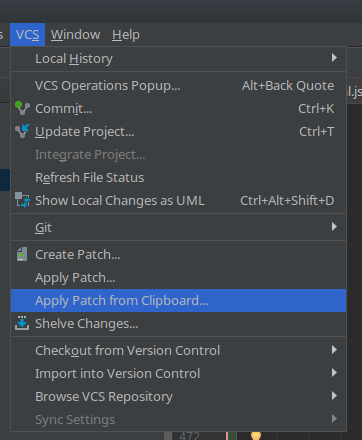 VCS Window Help
Local History
VCS Operations Popup... Alt+Back Quote
Commit... Ctrl+K
Update Project... Ctrl+T
Integrate Project...
Refresh File Status
Show Local Changes as UML Ctrl+Alt+Shift+D
Git
Create Patch...
Apply Patch...
Apply Patch from Clipboard...
Shelve Changes...
Checkout from Version Control
Import into Version Control
Browse VCS Repository
Sync Settings
472